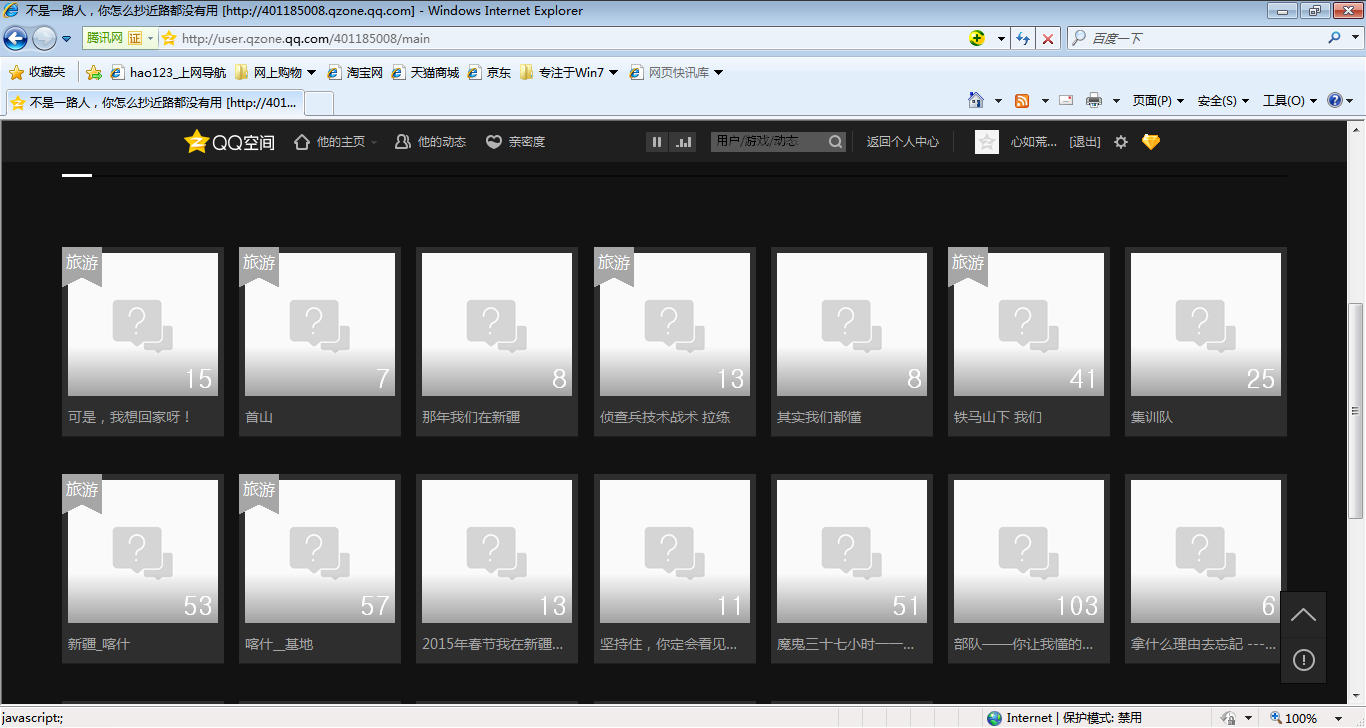 不是一路人，你怎么抄近路都没有用 [http://401185008.qzone.qq.com] - Windows Internet Explorer
腾讯网 证 http://user.qzone.qq.com/401185008/main 百度一下
收藏夹 hao123_上网导航 网上购物 淘宝网 天猫商城 京东 专注于Win7 网页快讯库
不是一路人，你怎么抄近路都没有用 [http://401... 页面(P) 安全(S) 工具(O)
QQ空间 他的主页 他的动态 亲密度 用户/游戏/动态 返回个人中心 心如荒... [退出]
旅游 旅游 旅游 旅游
15 7 8 13 8 41 25
可是，我想回家呀！ 首山 那年我们在新疆 侦查兵技术战术 拉练 其实我们都懂 铁马山下 我们 集训队
旅游 旅游
53 57 13 11 51 103 6
新疆_喀什 喀什__基地 2015年春节我在新疆... 坚持住，你定会看见... 魔鬼三十七小时一一... 部队——你让我懂的... 拿什么理由去忘記 ---...
javascript:; Internet | 保护模式: 禁用 100%